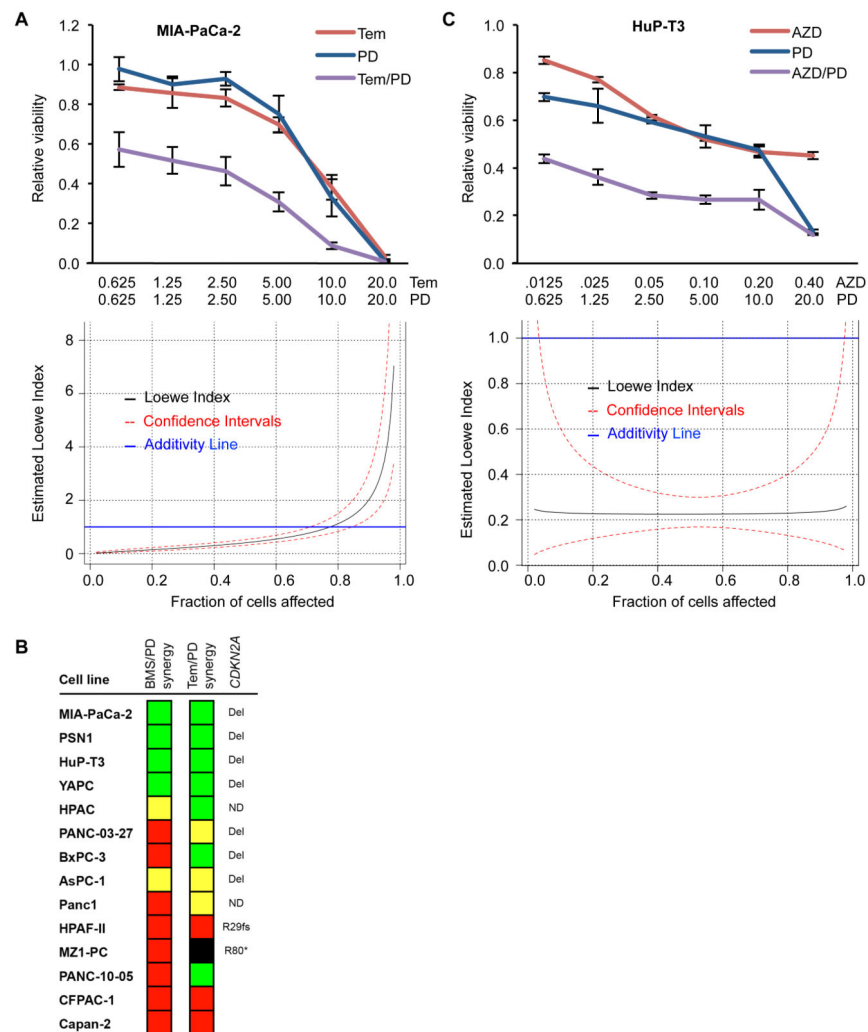 A
MIA-PaCa-2
Tem
PD
Tem/PD
Relative viability
1.2
1.0
0.8
0.6
0.4
0.2
0.0
0.625 1.25 2.50 5.00 10.0 20.0 Tem
0.625 1.25 2.50 5.00 10.0 20.0 PD
Estimated Loewe Index
8
6
4
2
0
Loewe Index
Confidence Intervals
Additivity Line
0.0 0.2 0.4 0.6 0.8 1.0
Fraction of cells affected
C
HuP-T3
AZD
PD
AZD/PD
Relative viability
1.0
0.8
0.6
0.4
0.2
0.0
.0125 .025 0.05 0.10 0.20 0.40 AZD
0.625 1.25 2.50 5.00 10.0 20.0 PD
Estimated Loewe Index
1.0
0.8
0.6
0.4
0.2
0.0
Loewe Index
Confidence Intervals
Additivity Line
0.0 0.2 0.4 0.6 0.8 1.0
Fraction of cells affected
B
Cell line
BMS/PD
synergy
Tem/PD
synergy
CDKN2A
MIA-PaCa-2 Del
PSN1 Del
HuP-T3 Del
YAPC Del
HPAC ND
PANC-03-27 Del
BxPC-3 Del
AsPC-1 Del
Panc1 ND
HPAF-II R29fs
MZ1-PC R80*
PANC-10-05
CFPAC-1
Capan-2